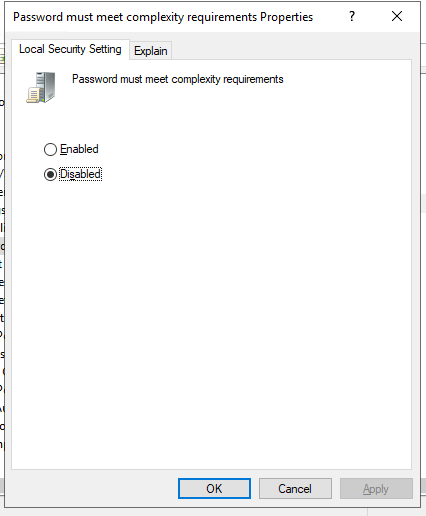 Password must meet complexity requirements Properties
?
Local Security Setting
Explain
Password must meet complexity requirements
Enabled
Disabled
OK
Cancel
Apply